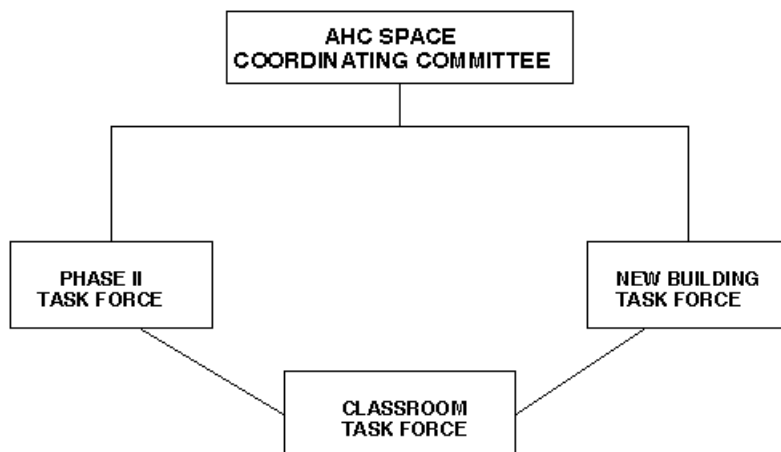 AHC SPACE
COORDINATING COMMITTEE
PHASE II
TASK FORCE
NEW BUILDING
TASK FORCE
CLASSROOM
TASK FORCE